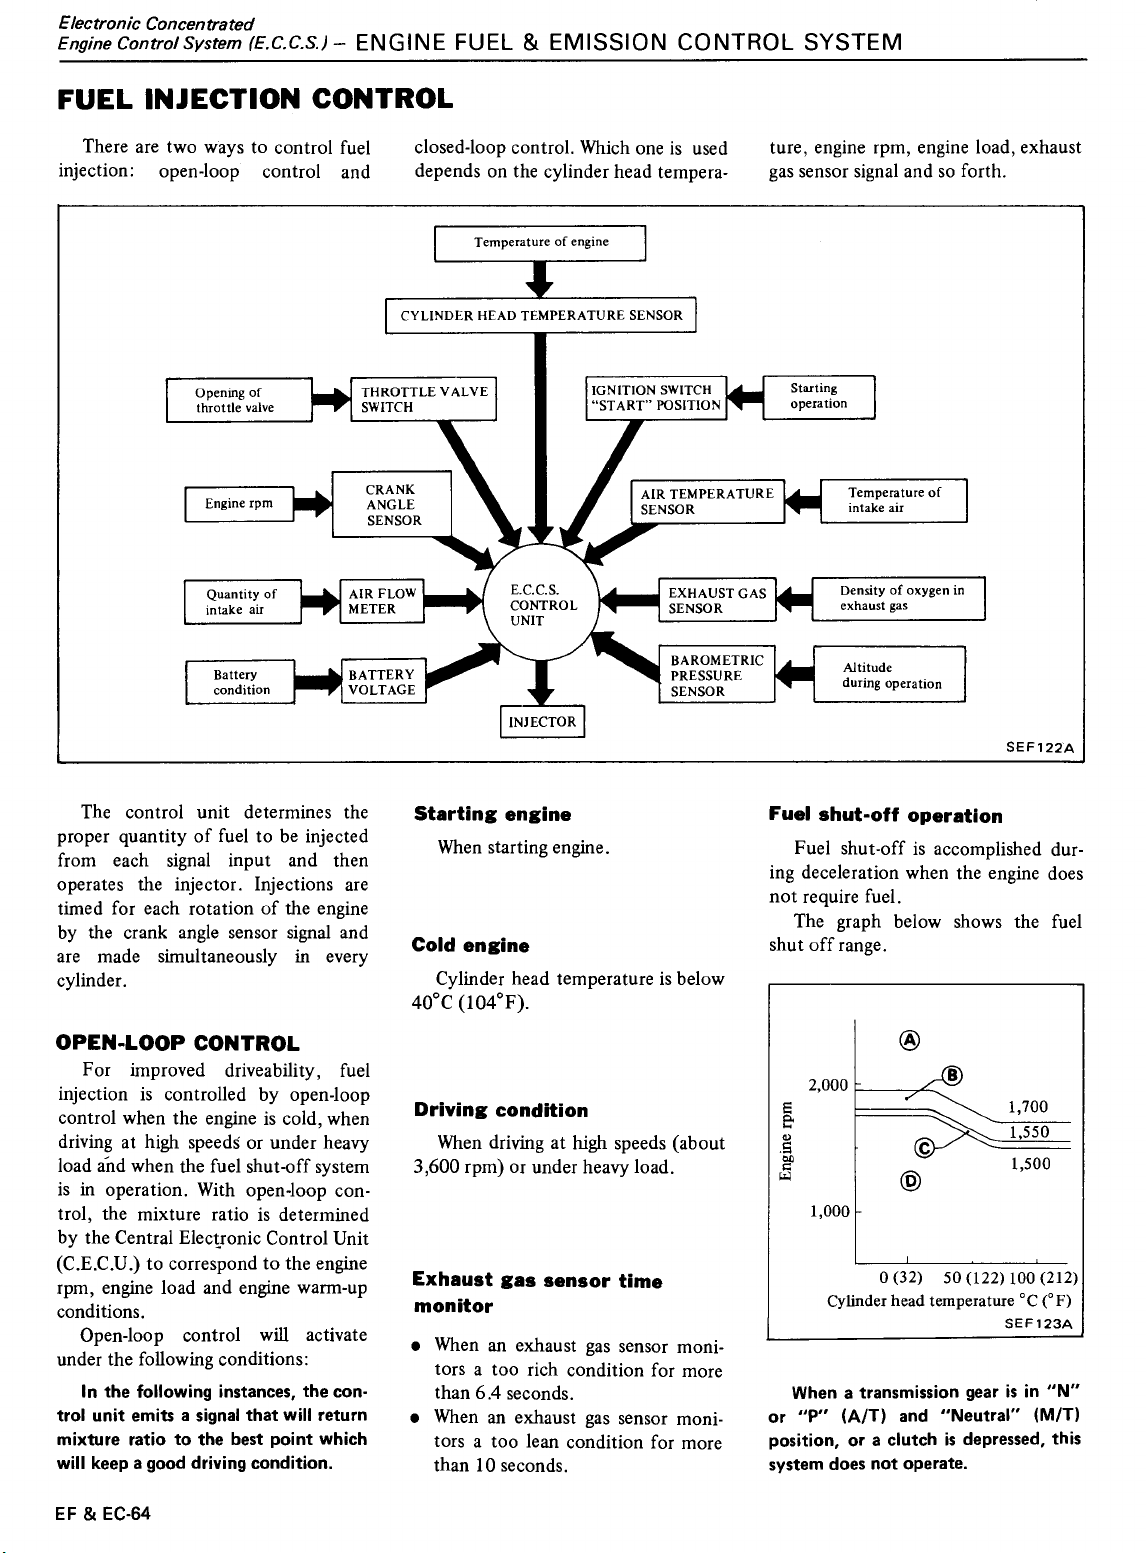 Electronic Concentrated
Engine Control System (E.C.C.S.) – ENGINE FUEL & EMISSION CONTROL SYSTEM
FUEL INJECTION CONTROL
There are two ways to control fuel
injection: open-loop control and
closed-loop control. Which one is used
depends on the cylinder head tempera-
ture, engine rpm, engine load, exhaust
gas sensor signal and so forth.
Temperature of engine
CYLINDER HEAD TEMPERATURE SENSOR
Opening of
throttle valve
THROTTLE VALVE
SWITCH
IGNITION SWITCH
"START" POSITION
Starting
operation
Engine rpm
CRANK
ANGLE
SENSOR
AIR TEMPERATURE
SENSOR
Temperature of
intake air
Quantity of
intake air
AIR FLOW
METER
E.C.C.S.
CONTROL
UNIT
EXHAUST GAS
SENSOR
Density of oxygen in
exhaust gas
Battery
condition
BATTERY
VOLTAGE
BAROMETRIC
PRESSURE
SENSOR
Altitude
during operation
INJECTOR
SEF122A
The control unit determines the
proper quantity of fuel to be injected
from each signal input and then
operates the injector. Injections are
timed for each rotation of the engine
by the crank angle sensor signal and
are made simultaneously in every
cylinder.
OPEN-LOOP CONTROL
For improved driveability, fuel
injection is controlled by open-loop
control when the engine is cold, when
driving at high speeds or under heavy
load and when the fuel shut-off system
is in operation. With open-loop con-
trol, the mixture ratio is determined
by the Central Electronic Control Unit
(C.E.C.U.) to correspond to the engine
rpm, engine load and engine warm-up
conditions.
Open-loop control will activate
under the following conditions:
In the following instances, the con-
trol unit emits a signal that will return
mixture ratio to the best point which
will keep a good driving condition.
Starting engine
When starting engine.
Cold engine
Cylinder head temperature is below
40°C (104°F).
Driving condition
When driving at high speeds (about
3,600 rpm) or under heavy load.
Exhaust gas sensor time
monitor
● When an exhaust gas sensor moni-
tors a too rich condition for more
than 6.4 seconds.
● When an exhaust gas sensor moni-
tors a too lean condition for more
than 10 seconds.
Fuel shut-off operation
Fuel shut-off is accomplished dur-
ing deceleration when the engine does
not require fuel.
The graph below shows the fuel
shut off range.
Engine rpm
2,000
1,000
Ⓐ
Ⓑ
Ⓒ
Ⓓ
1,700
1,550
1,500
0 (32) 50 (122) 100 (212)
Cylinder head temperature °C (°F)
SEF123A
When a transmission gear is in "N"
or "P" (A/T) and "Neutral" (M/T)
position, or a clutch is depressed, this
system does not operate.
EF & EC-64